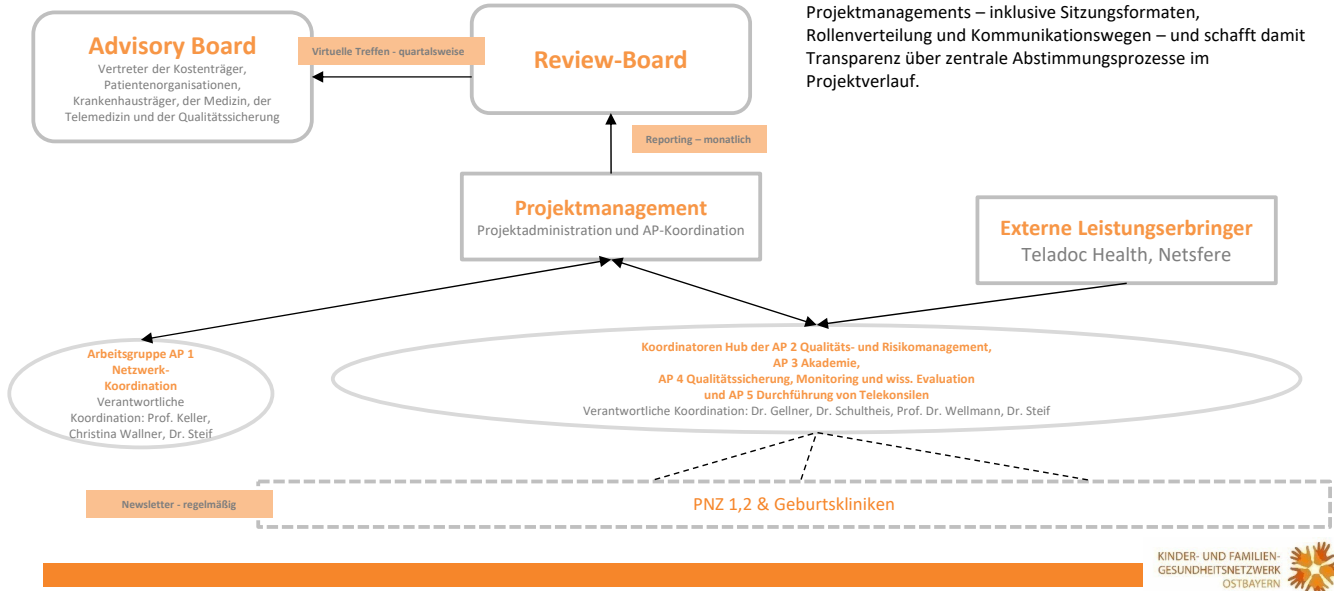 Projektmanagements – inklusive Sitzungsformaten,
Rollenverteilung und Kommunikationswegen – und schafft damit
Transparenz über zentrale Abstimmungsprozesse im
Projektverlauf.
Advisory Board
Vertreter der Kostenträger,
Patientenorganisationen,
Krankenhausträger, der Medizin, der
Telemedizin und der Qualitätssicherung
Virtuelle Treffen - quartalsweise
Review-Board
Reporting – monatlich
Projektmanagement
Projektadministration und AP-Koordination
Externe Leistungserbringer
Teladoc Health, Netsfere
Arbeitsgruppe AP 1
Netzwerk-
Koordination
Verantwortliche
Koordination: Prof. Keller,
Christina Wallner, Dr. Steif
Koordinatoren Hub der AP 2 Qualitäts- und Risikomanagement,
AP 3 Akademie,
AP 4 Qualitätssicherung, Monitoring und wiss. Evaluation
und AP 5 Durchführung von Telekonsilen
Verantwortliche Koordination: Dr. Gellner, Dr. Schultheis, Prof. Dr. Wellmann, Dr. Steif
Newsletter - regelmäßig
PNZ 1,2 & Geburtskliniken
KINDER- UND FAMILIEN-
GESUNDHEITSNETZWERK
OSTBAYERN